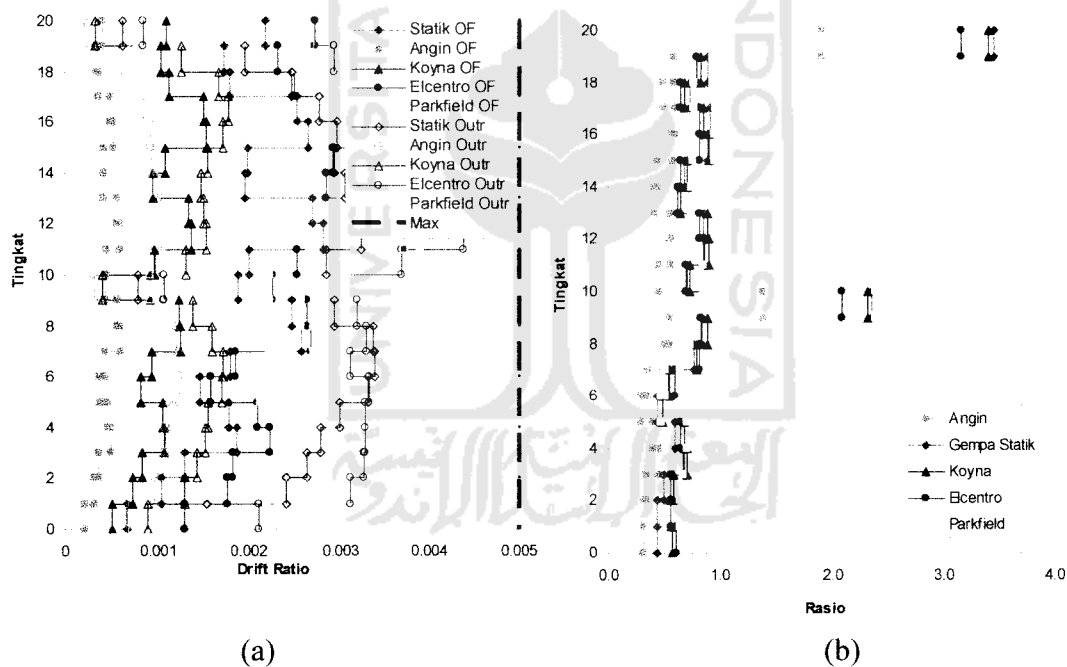 20
18
16
14
12
10
8
6
4
2
0
Tingkat
0
0.001
0.002
0.003
0.004
0.005
Drift Ratio
Statik OF
Angin OF
Koyna OF
Elcentro OF
Parkfield OF
Statik Outr
Angin Outr
Koyna Outr
Elcentro Outr
Parkfield Outr
Max
(a)
UNIVERSITA
NDONESIA
20
18
16
14
12
10
8
6
4
2
0
Tingkat
0.0
1.0
2.0
3.0
4.0
Rasio
Angin
Gempa Statik
Koyna
Elcentro
Parkfield
(b)